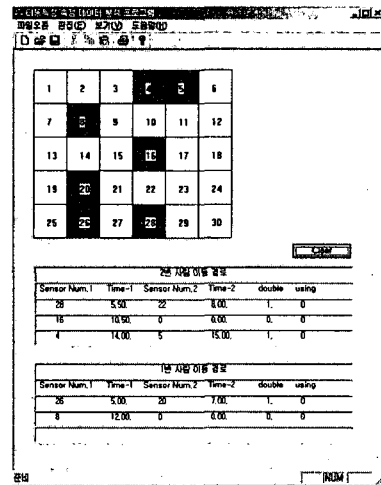 파일오픈 편집(E) 보기(V) 도움말(H)
1 2 3 4 5 6
7 8 9 10 11 12
13 14 15 16 17 18
19 20 21 22 23 24
25 26 27 28 29 30
Clear
2번 사람 이동 경로
Sensor Num,1 Time-1 Sensor Num,2 Time-2 double using
28 5,50, 22 8,00, 1, 0
16 10,50, 0 0,00, 0, 0
4 14,00, 5 15,00, 1, 0
1번 사람 이동 경로
Sensor Num,1 Time-1 Sensor Num,2 Time-2 double using
26 5,00, 20 7,00, 1, 0
8 12,00, 0 0,00, 0, 0
준비 NUM